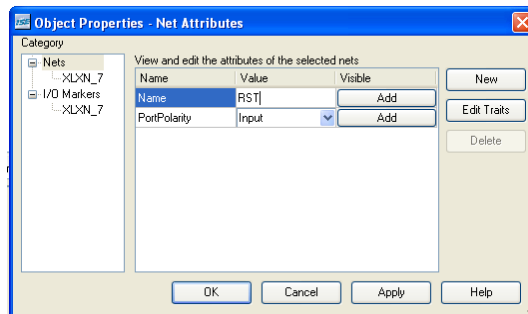 ISE Object Properties - Net Attributes
Category
Nets
XLXN_7
I/O Markers
XLXN_7
View and edit the attributes of the selected nets
Name Value Visible
Name RST Add
PortPolarity Input Add
New
Edit Traits
Delete
OK Cancel Apply Help